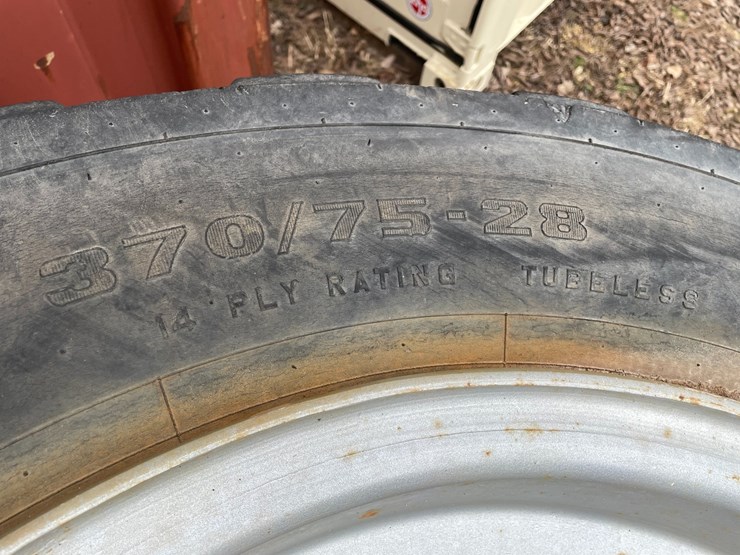 370/75-28
14 PLY RATING TUBELESS